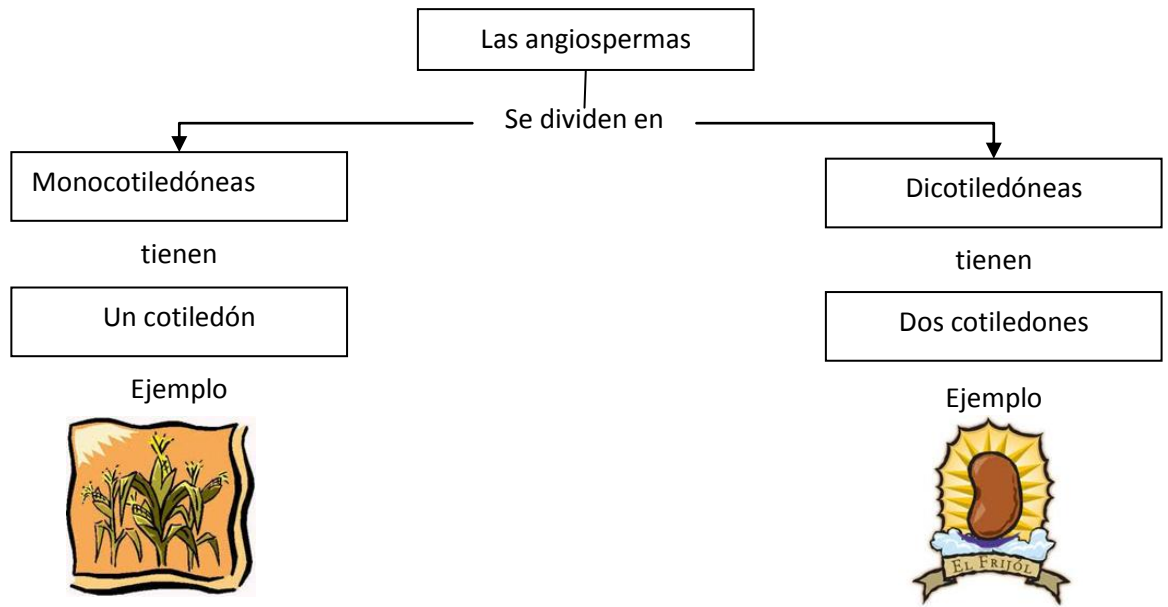 Las angiospermas
Se dividen en
Monocotiledóneas
Dicotiledóneas
tienen
tienen
Un cotiledón
Dos cotiledones
Ejemplo
Ejemplo
EL FRIJOL